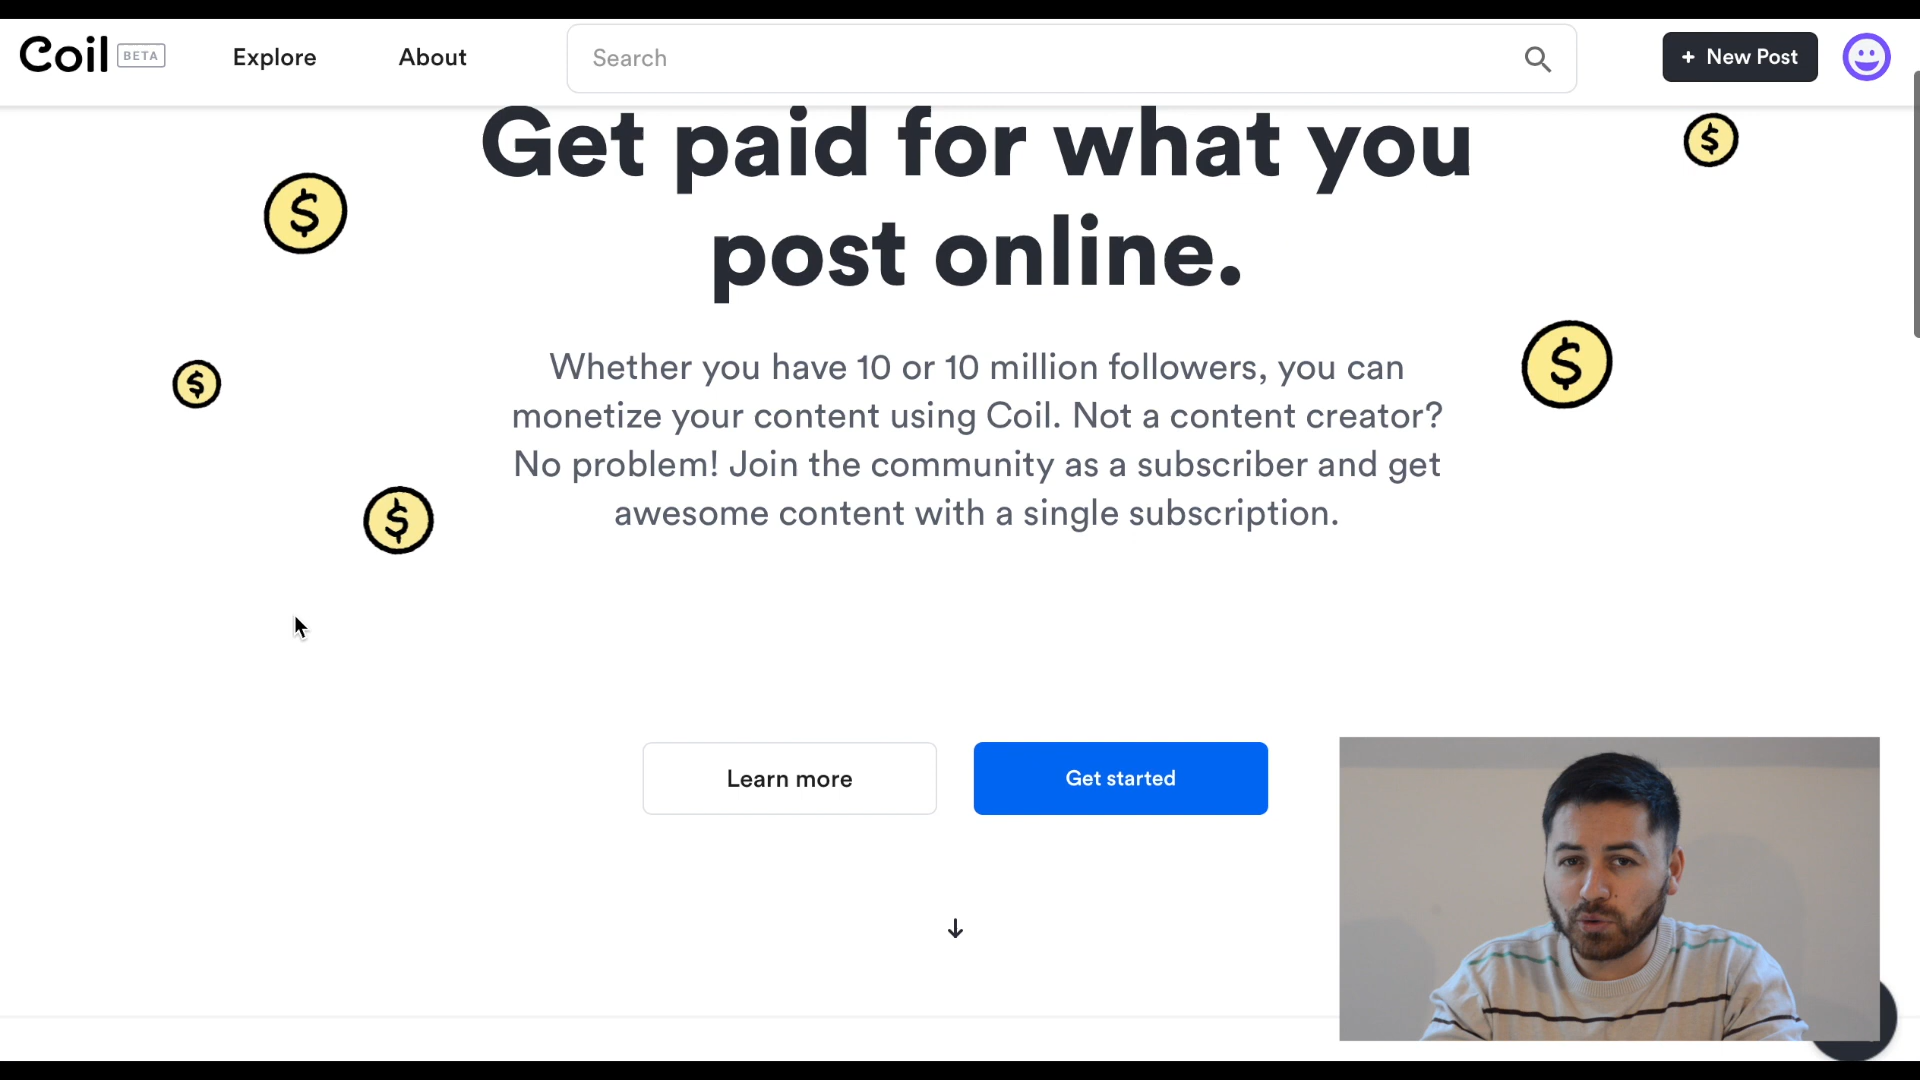 Coil BETA Explore About Search + New Post
Get paid for what you
post online.
Whether you have 10 or 10 million followers, you can
monetize your content using Coil. Not a content creator?
No problem! Join the community as a subscriber and get
awesome content with a single subscription.
Learn more Get started